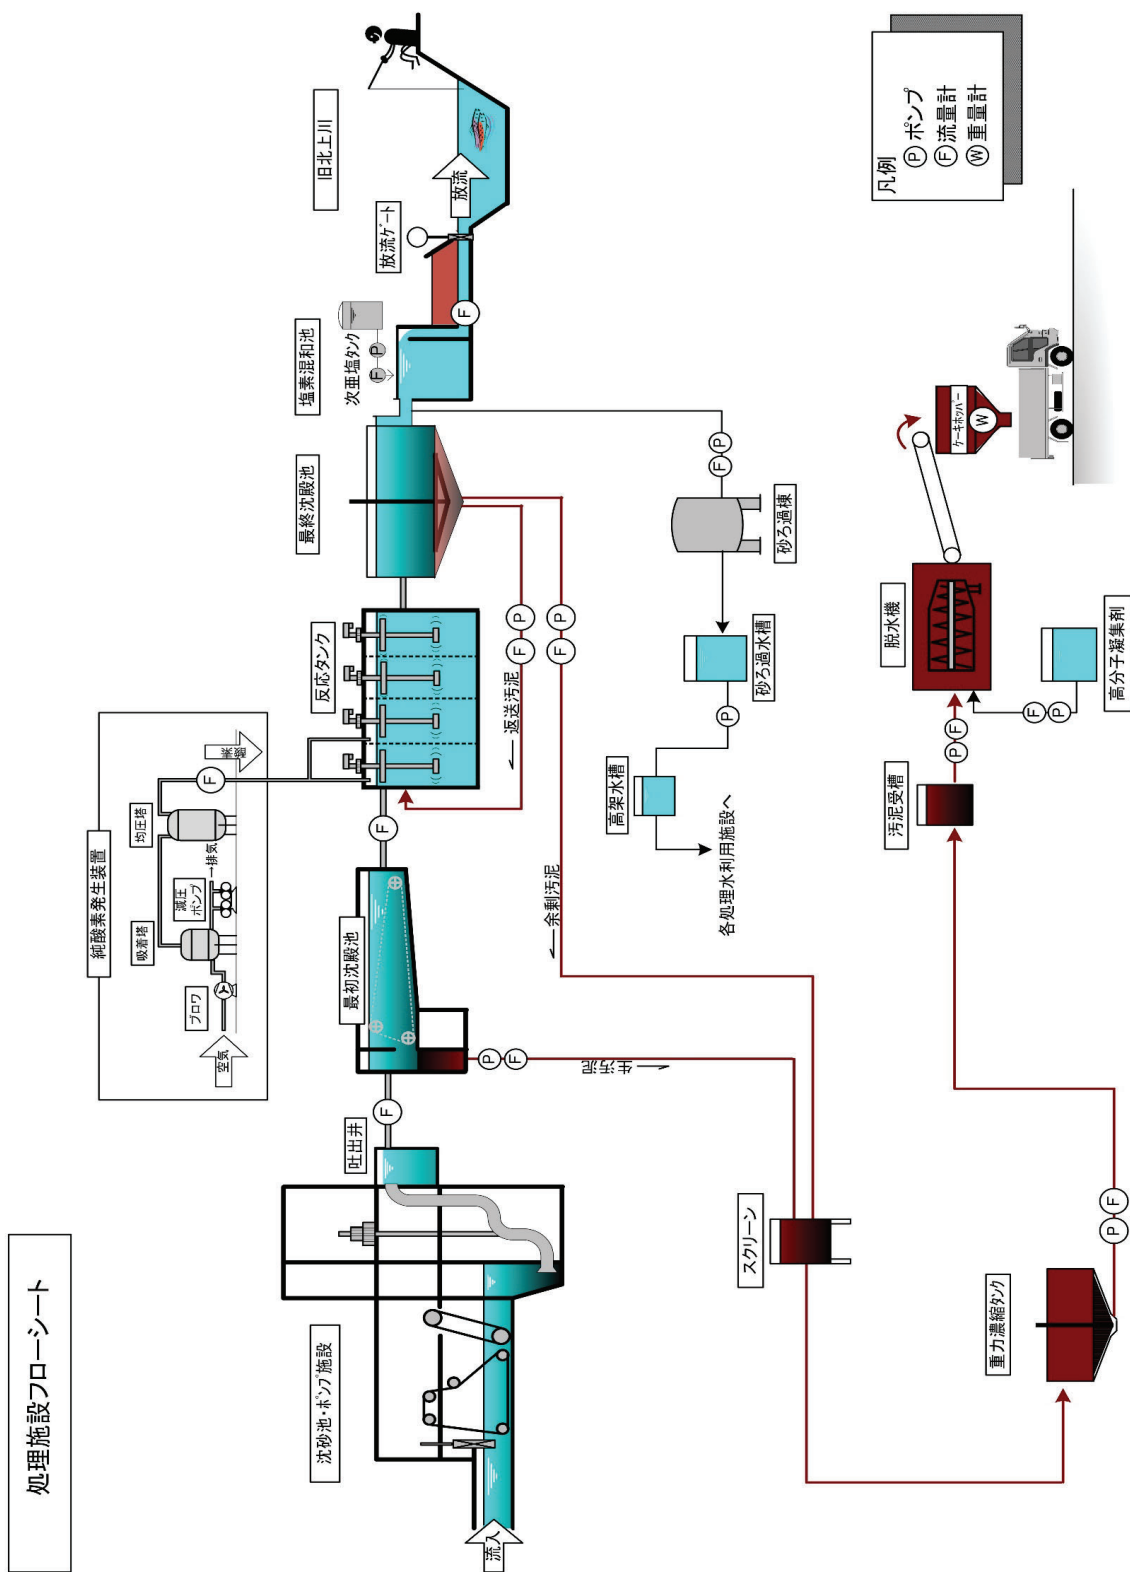 処理施設フローシート
純酸素発生装置
空気
ブロワ
吸着塔
減圧
ポンプ
→排気
均圧塔
酸素
F
流入
沈砂池・ポンプ施設
吐出井
F
最初沈殿池
F
反応タンク
最終沈殿池
塩素混和池
次亜塩タンク
F
P
F
放流ゲート
放流
旧北上川
P
F
生汚泥
返送汚泥
F
P
余剰汚泥
F
P
F
P
砂ろ過棟
砂ろ過水槽
P
高架水槽
各処理水利用施設へ
スクリーン
重力濃縮タンク
P
F
汚泥受槽
P
F
脱水機
F
P
高分子凝集剤
ケーキホッパー
W
凡例
P ポンプ
F 流量計
W 重量計